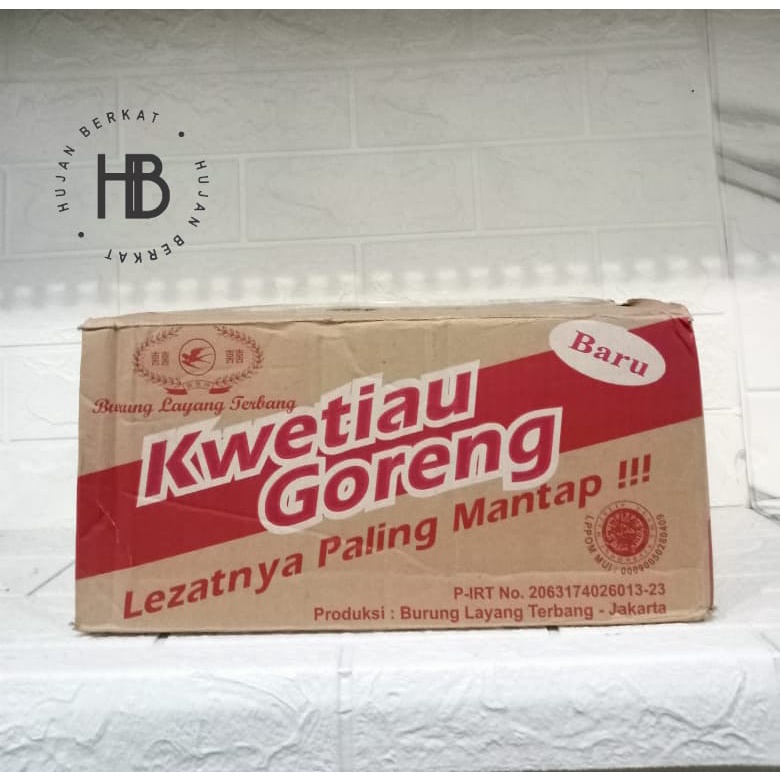 HUJAN BERKAT • HUJAN BERKAT •
HB
Baru
Burung Layang Terbang
Kwetiau
Goreng
Lezatnya Paling Mantap !!!
LPPOM MUI : 00090050280409
P-IRT No. 2063174026013-23
Produksi : Burung Layang Terbang - Jakarta